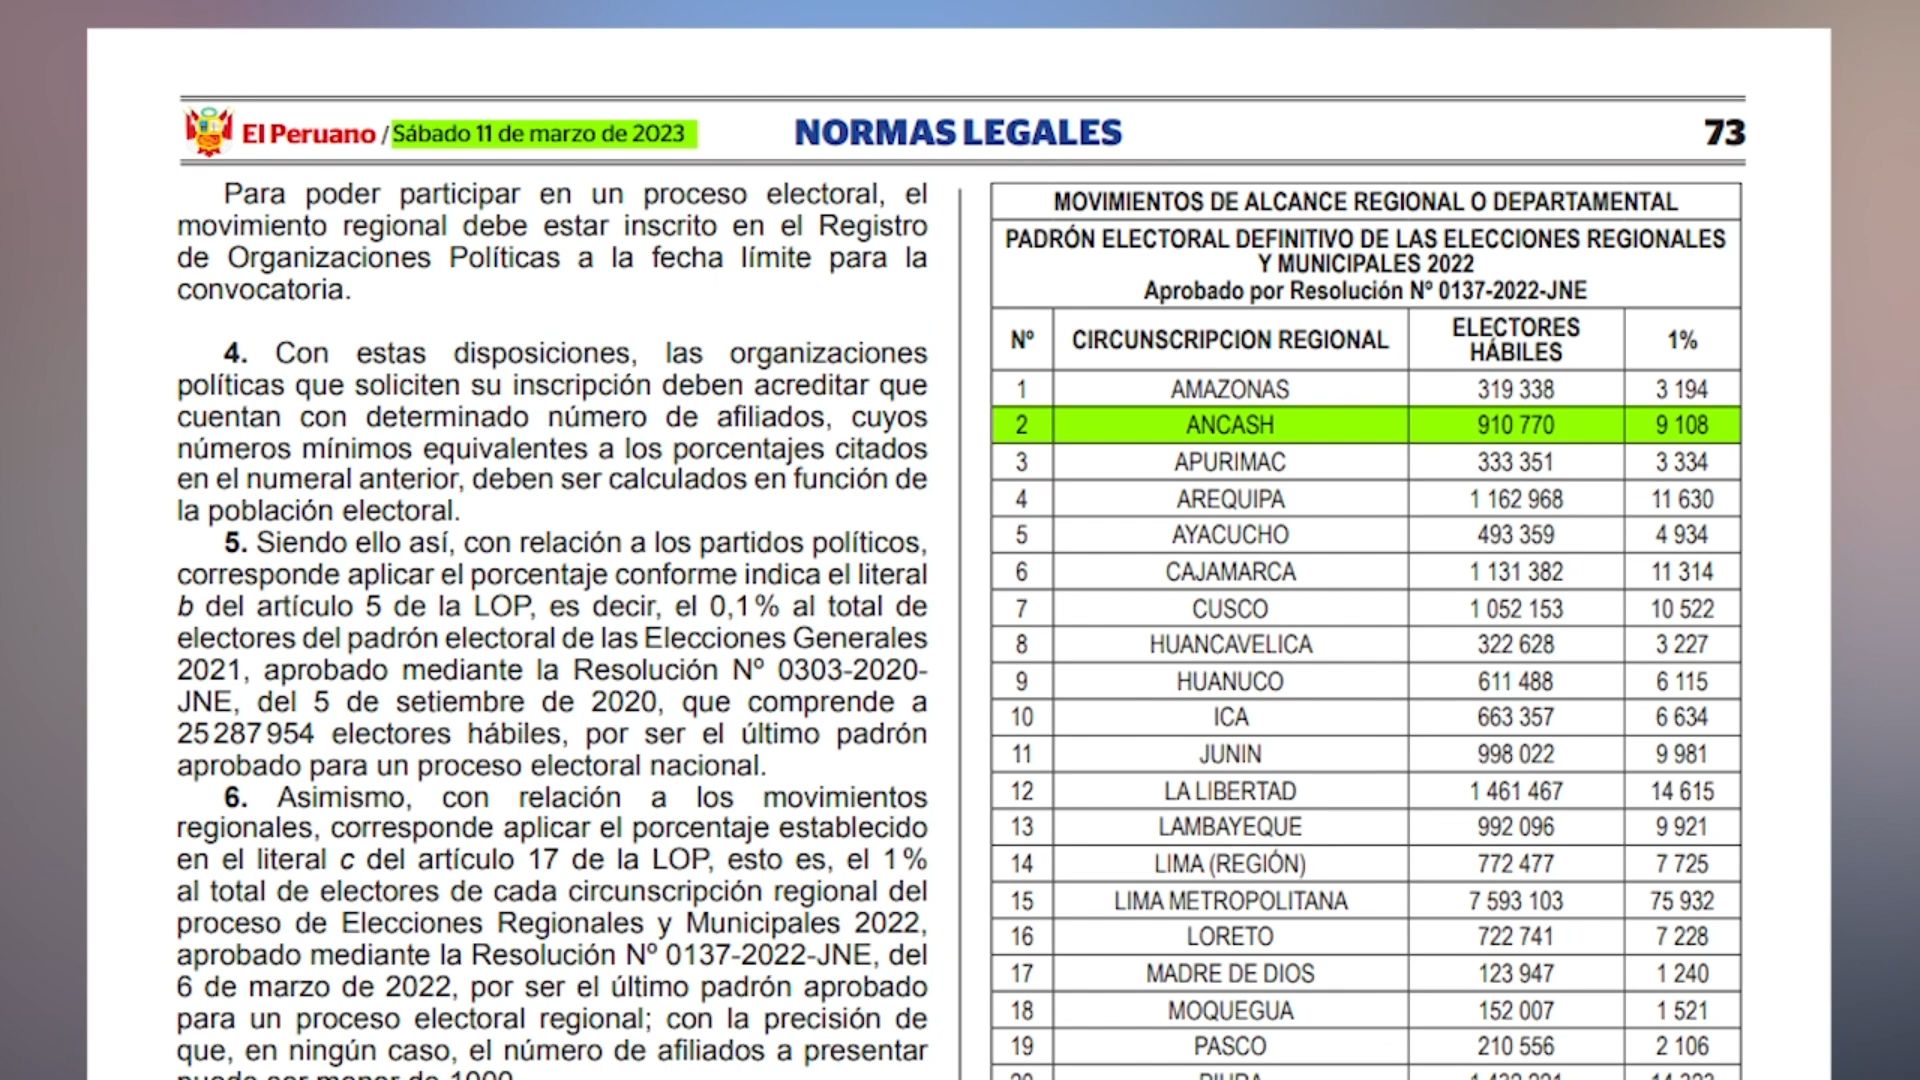 El Peruano / Sábado 11 de marzo de 2023 NORMAS LEGALES 73
Para poder participar en un proceso electoral, el
movimiento regional debe estar inscrito en el Registro
de Organizaciones Políticas a la fecha límite para la
convocatoria.
4. Con estas disposiciones, las organizaciones
políticas que soliciten su inscripción deben acreditar que
cuentan con determinado número de afiliados, cuyos
números mínimos equivalentes a los porcentajes citados
en el numeral anterior, deben ser calculados en función de
la población electoral.
5. Siendo ello así, con relación a los partidos políticos,
corresponde aplicar el porcentaje conforme indica el literal
b del artículo 5 de la LOP, es decir, el 0,1% al total de
electores del padrón electoral de las Elecciones Generales
2021, aprobado mediante la Resolución Nº 0303-2020-
JNE, del 5 de setiembre de 2020, que comprende a
25 287 954 electores hábiles, por ser el último padrón
aprobado para un proceso electoral nacional.
6. Asimismo, con relación a los movimientos
regionales, corresponde aplicar el porcentaje establecido
en el literal c del artículo 17 de la LOP, esto es, el 1%
al total de electores de cada circunscripción regional del
proceso de Elecciones Regionales y Municipales 2022,
aprobado mediante la Resolución Nº 0137-2022-JNE, del
6 de marzo de 2022, por ser el último padrón aprobado
para un proceso electoral regional; con la precisión de
que, en ningún caso, el número de afiliados a presentar
MOVIMIENTOS DE ALCANCE REGIONAL O DEPARTAMENTAL
PADRÓN ELECTORAL DEFINITIVO DE LAS ELECCIONES REGIONALES
Y MUNICIPALES 2022
Aprobado por Resolución Nº 0137-2022-JNE
Nº CIRCUNSCRIPCION REGIONAL ELECTORES HÁBILES 1%
1 AMAZONAS 319 338 3 194
2 ANCASH 910 770 9 108
3 APURIMAC 333 351 3 334
4 AREQUIPA 1 162 968 11 630
5 AYACUCHO 493 359 4 934
6 CAJAMARCA 1 131 382 11 314
7 CUSCO 1 052 153 10 522
8 HUANCAVELICA 322 628 3 227
9 HUANUCO 611 488 6 115
10 ICA 663 357 6 634
11 JUNIN 998 022 9 981
12 LA LIBERTAD 1 461 467 14 615
13 LAMBAYEQUE 992 096 9 921
14 LIMA (REGIÓN) 772 477 7 725
15 LIMA METROPOLITANA 7 593 103 75 932
16 LORETO 722 741 7 228
17 MADRE DE DIOS 123 947 1 240
18 MOQUEGUA 152 007 1 521
19 PASCO 210 556 2 106